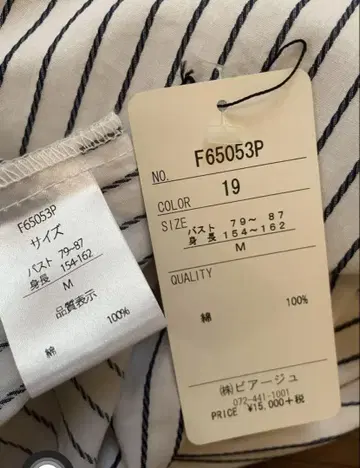 F65053P
サイズ
バスト 79~87
身長 154-162
M
品質表示
綿 100%
NO. F65053P
COLOR 19
SIZE
バスト 79~ 87
身長 154~162
M
QUALITY
綿 100%
㈱ビアージュ
072-441-1001
PRICE ¥15,000+税